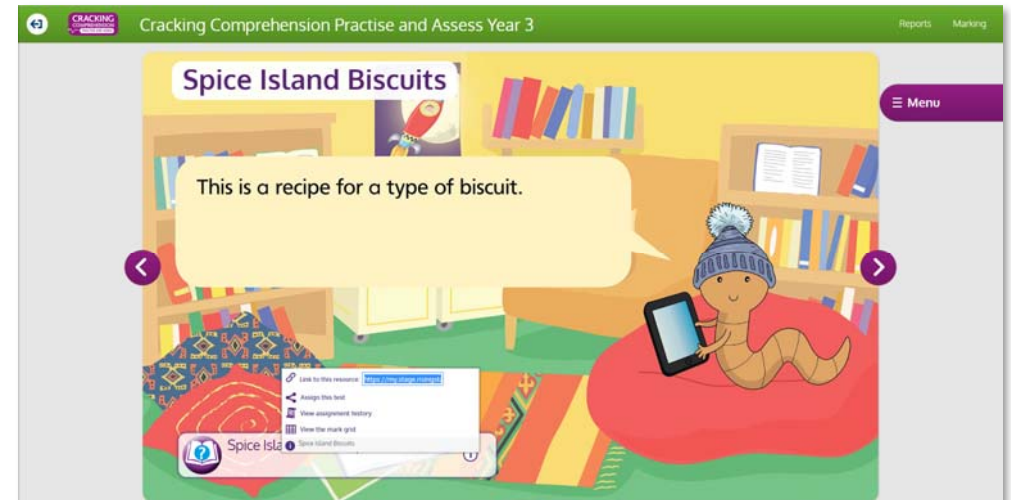 CRACKING
COMPREHENSION
Cracking Comprehension Practise and Assess Year 3
Reports
Marking
Spice Island Biscuits
Menu
This is a recipe for a type of biscuit.
Link to this resource:
Assign this test
View assignment history
View the mark grid
Spice Island Biscuits
Spice Isla